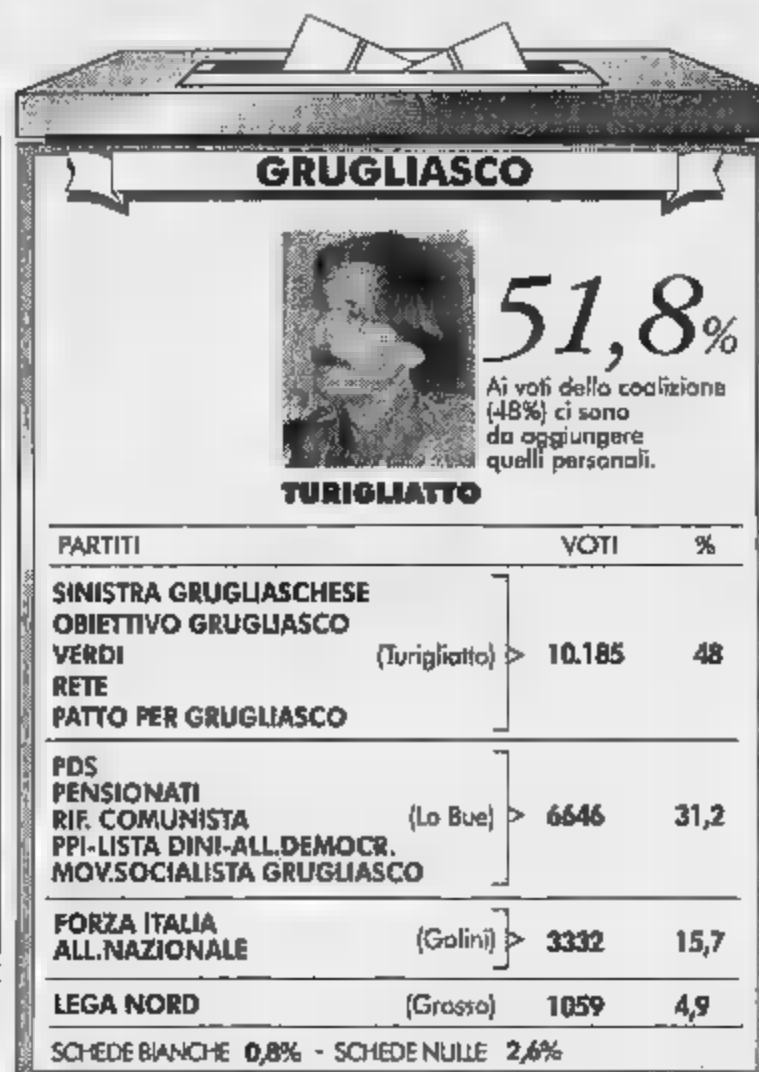 GRUGLIASCO
51,8%
Ai voti della coalizione
(48%) ci sono
da aggiungere
quelli personali.
TURIGLIATTO
PARTITI VOTI %
SINISTRA GRUGLIASCHESE
OBIETTIVO GRUGLIASCO
VERDI (Turigliatto) 10.185 48
RETE
PATTO PER GRUGLIASCO
PDS
PENSIONATI
RIF. COMUNISTA (Lo Bue) 6646 31,2
PPI-LISTA DINI-ALL.DEMOCR.
MOV.SOCIALISTA GRUGLIASCO
FORZA ITALIA
ALL.NAZIONALE (Golini) 3332 15,7
LEGA NORD (Grosso) 1059 4,9
SCHEDE BIANCHE 0,8% - SCHEDE NULLE 2,6%